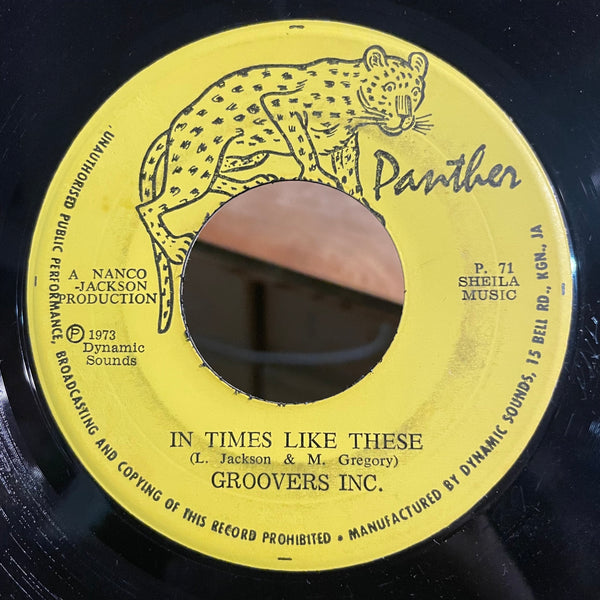 Panther
A NANCO
-JACKSON
PRODUCTION
Ⓟ 1973
Dynamic
Sounds
P. 71
SHEILA
MUSIC
IN TIMES LIKE THESE
(L. Jackson & M. Gregory)
GROOVERS INC.
UNAUTHORISED PUBLIC PERFORMANCE, BROADCASTING AND COPYING OF THIS RECORD PROHIBITED • MANUFACTURED BY DYNAMIC SOUNDS, 15 BELL RD., KGN., JA